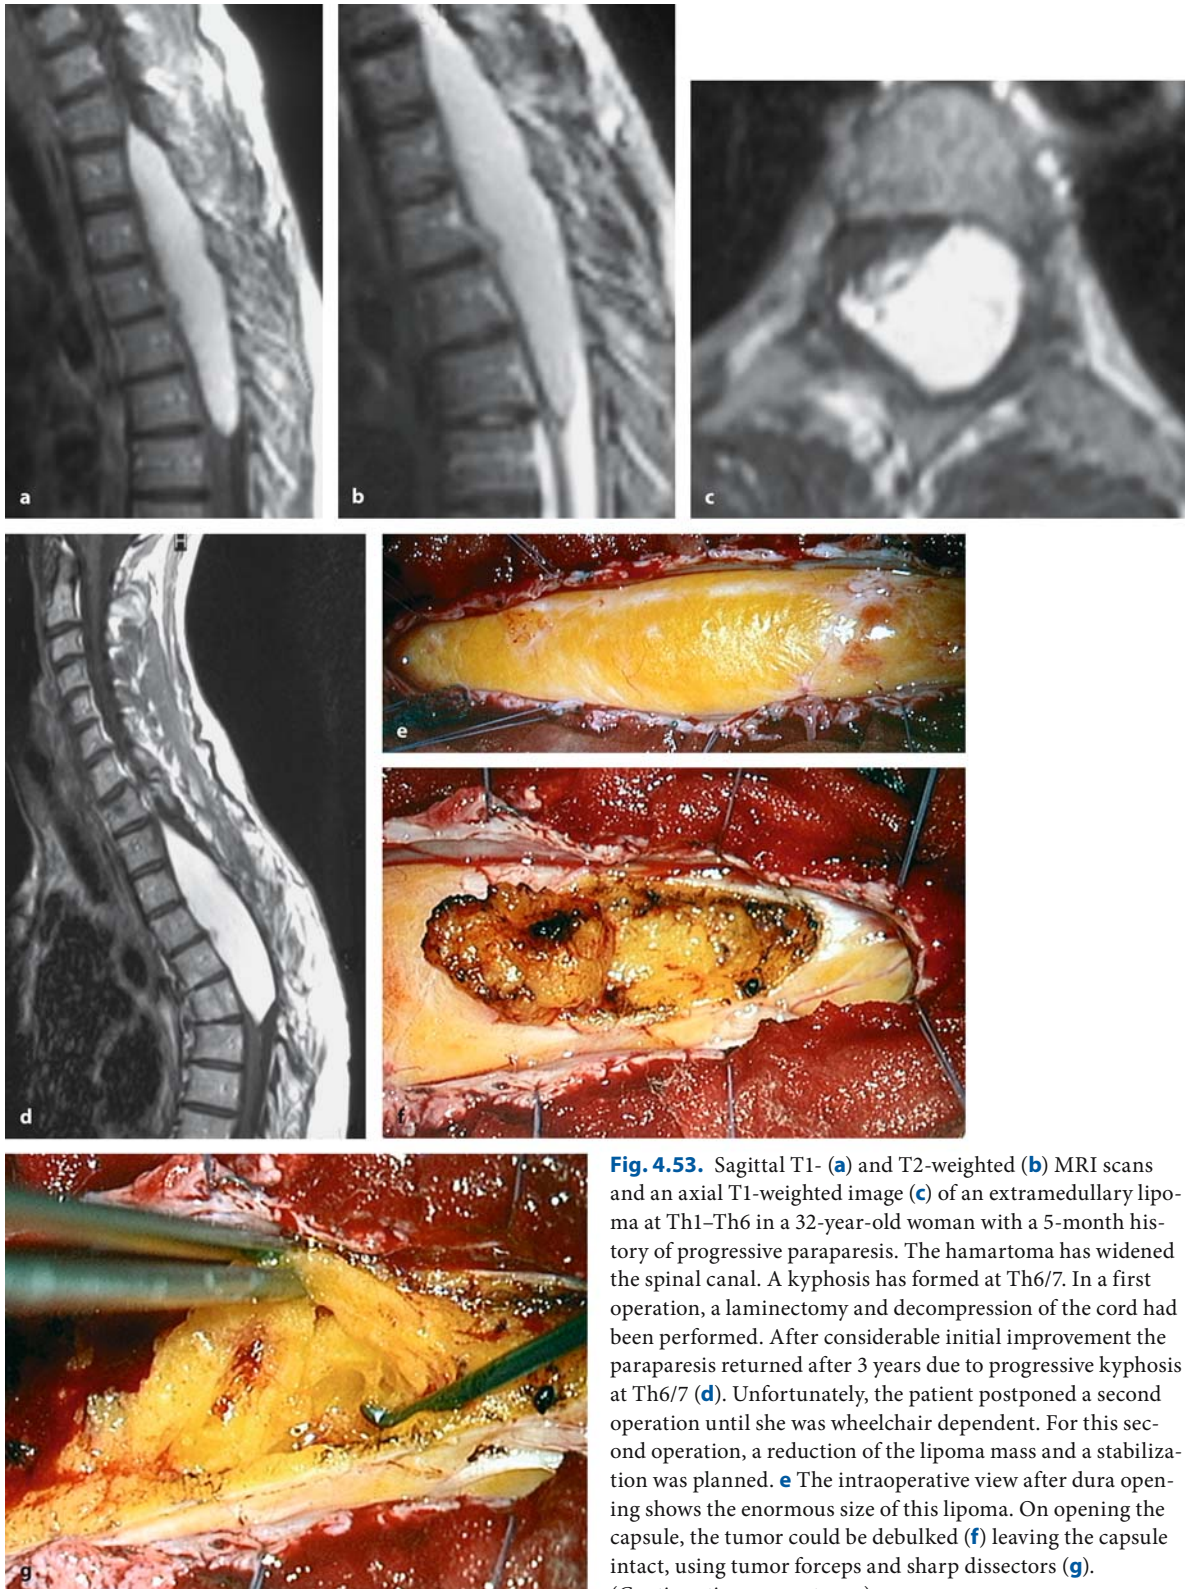 a
b
c
H
d
e
f
g
Fig. 4.53. Sagittal T1- (a) and T2-weighted (b) MRI scans
and an axial T1-weighted image (c) of an extramedullary lipo-
ma at Th1–Th6 in a 32-year-old woman with a 5-month his-
tory of progressive paraparesis. The hamartoma has widened
the spinal canal. A kyphosis has formed at Th6/7. In a first
operation, a laminectomy and decompression of the cord had
been performed. After considerable initial improvement the
paraparesis returned after 3 years due to progressive kyphosis
at Th6/7 (d). Unfortunately, the patient postponed a second
operation until she was wheelchair dependent. For this sec-
ond operation, a reduction of the lipoma mass and a stabiliza-
tion was planned. e The intraoperative view after dura open-
ing shows the enormous size of this lipoma. On opening the
capsule, the tumor could be debulked (f) leaving the capsule
intact, using tumor forceps and sharp dissectors (g).